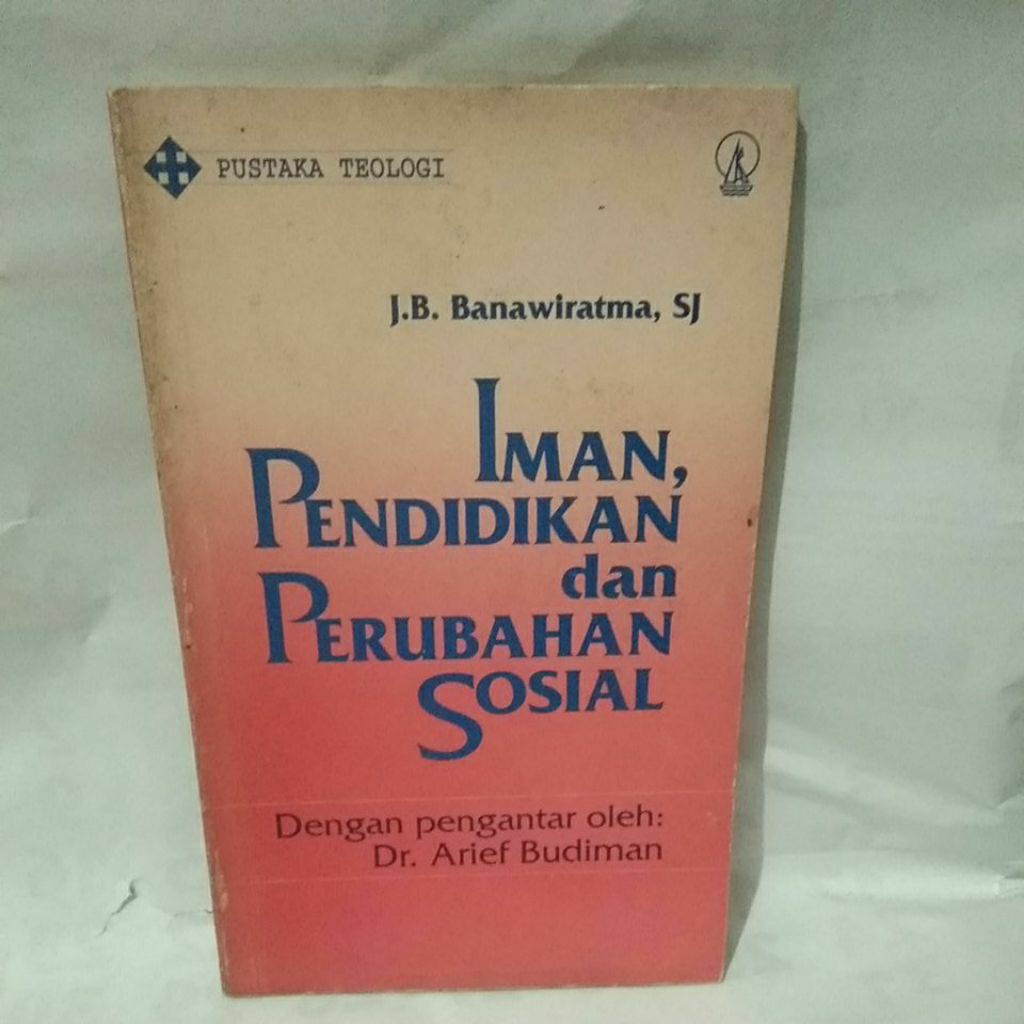 PUSTAKA TEOLOGI
J.B. Banawiratma, SJ
IMAN,
PENDIDIKAN
dan
PERUBAHAN
SOSIAL
Dengan pengantar oleh:
Dr. Arief Budiman